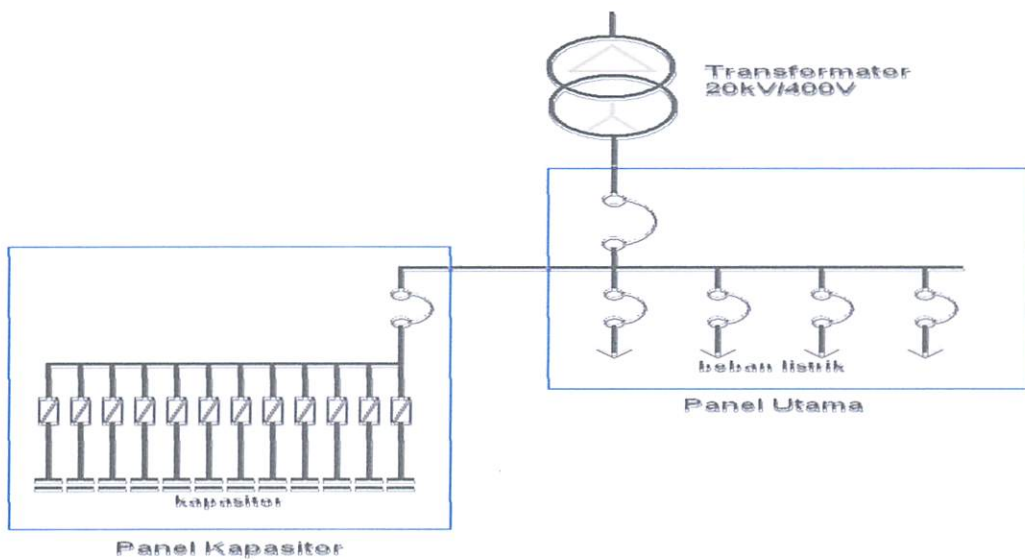 Transformator
20kV/400V
beban listrik
Panel Utama
kapasitor
Panel Kapasitor